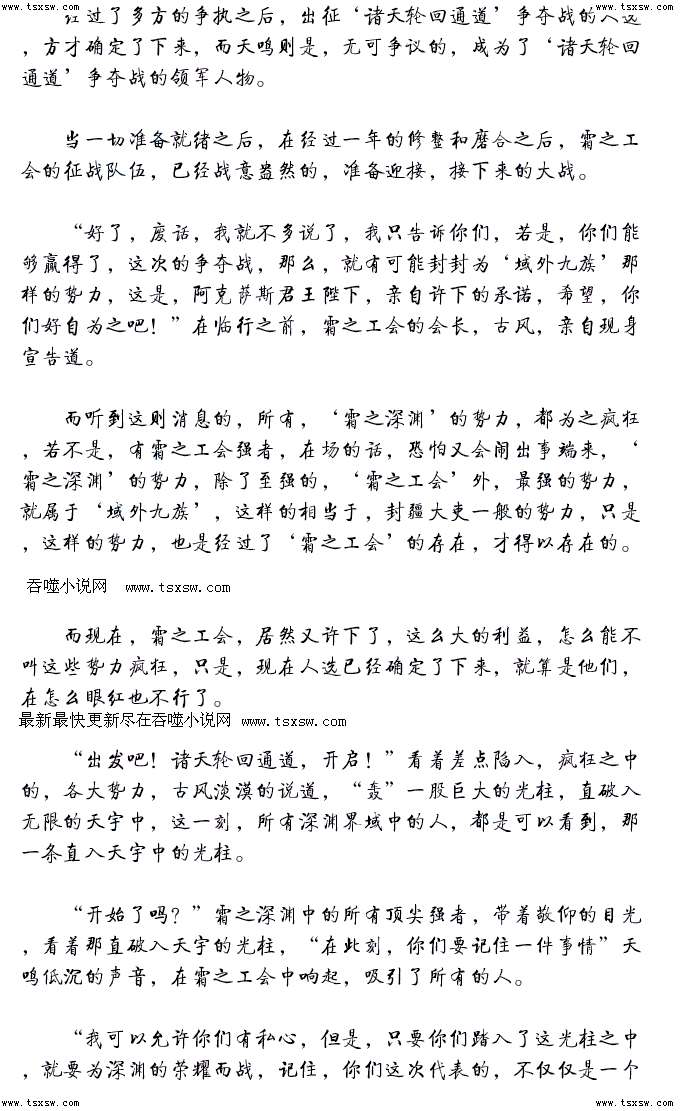 www.tsxsw.com www.tsxsw.com www.tsxsw.com www.tsxsw.com
经过了多方的争执之后，出征‘诸天轮回通道’争夺战的人选
，方才确定了下来，而天鸣则是，无可争议的，成为了‘诸天轮回
通道’争夺战的领军人物。
当一切准备就绪之后，在经过一年的修整和磨合之后，霜之工
会的征战队伍，已经战意盎然的，准备迎接，接下来的大战。
“好了，废话，我就不多说了，我只告诉你们，若是，你们能
够赢得了，这次的争夺战，那么，就有可能封封为‘域外九族’那
样的势力，这是，阿克萨斯君王陛下，亲自许下的承诺，希望，你
们好自为之吧！”在临行之前，霜之工会的会长，古风，亲自现身
宣告道。
而听到这则消息的，所有，‘霜之深渊’的势力，都为之疯狂
，若不是，有霜之工会强者，在场的话，恐怕又会闹出事端来，‘
霜之深渊’的势力，除了至强的，‘霜之工会’外，最强的势力，
就属于‘域外九族’，这样的相当于，封疆大吏一般的势力，只是
，这样的势力，也是经过了‘霜之工会’的存在，才得以存在的。
吞噬小说网 www.tsxsw.com
而现在，霜之工会，居然又许下了，这么大的利益，怎么能不
叫这些势力疯狂，只是，现在人选已经确定了下来，就算是他们，
在怎么眼红也不行了。
最新最快更新尽在吞噬小说网 www.tsxsw.com
“出发吧！诸天轮回通道，开启！”看着差点陷入，疯狂之中
的，各大势力，古风淡漠的说道，“轰”一股巨大的光柱，直破入
无限的天宇中，这一刻，所有深渊界域中的人，都是可以看到，那
一条直入天宇中的光柱。
“开始了吗？”霜之深渊中的所有顶尖强者，带着敬仰的目光
，看着那直破入天宇的光柱，“在此刻，你们要记住一件事情”天
鸣低沉的声音，在霜之工会中响起，吸引了所有的人。
“我可以允许你们有私心，但是，只要你们踏入了这光柱之中
，就要为深渊的荣耀而战，记住，你们这次代表的，不仅仅是一个
www.tsxsw.com www.tsxsw.com www.tsxsw.com www.tsxsw.com